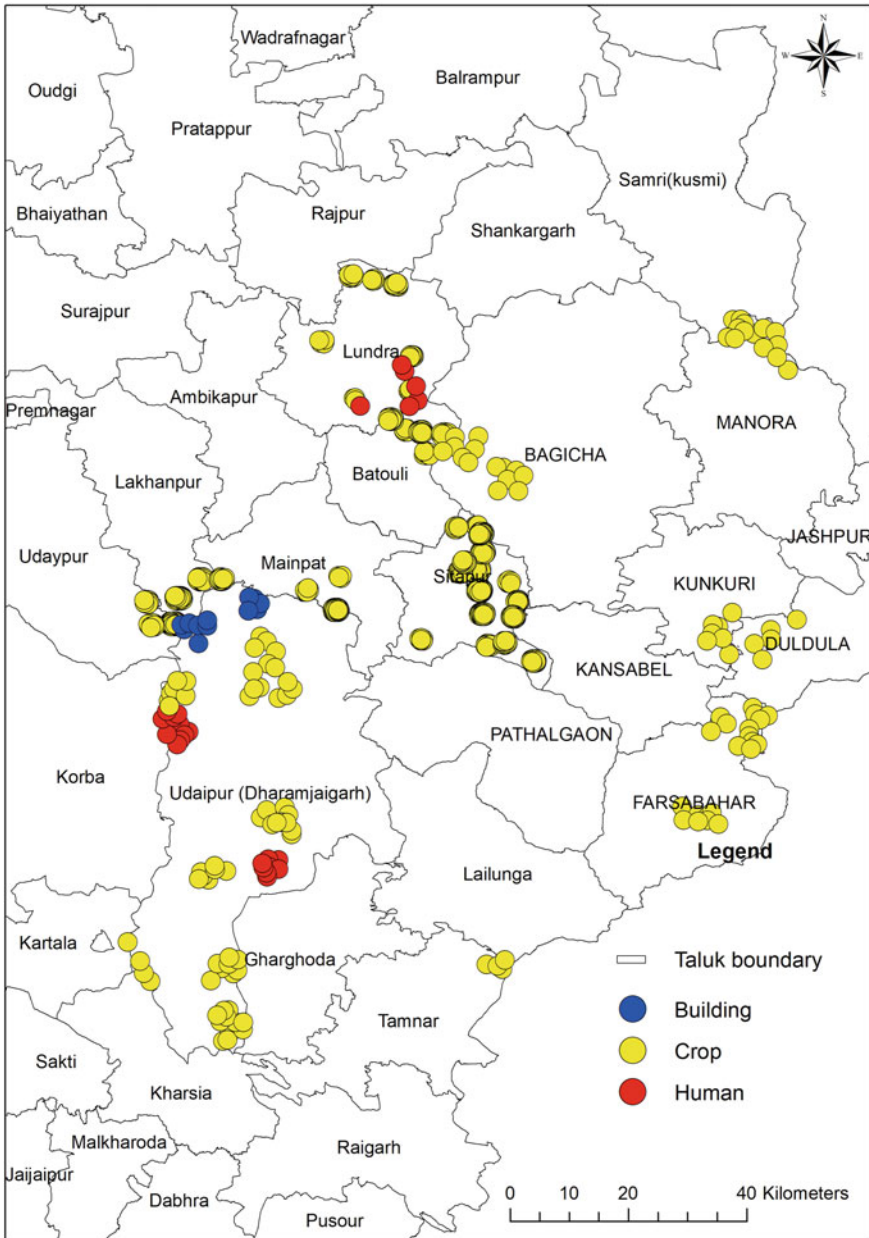 Wadrafnagar
N
W E
S
Oudgi
Balrampur
Pratappur
Samri(kusmi)
Bhaiyathan
Rajpur
Shankargarh
Surajpur
Lundra
Ambikapur
Premnagar
MANORA
BAGICHA
Batouli
Lakhanpur
JASHPUR
Udaypur
Mainpat
Sitapur
KUNKURI
DULDULA
KANSABEL
PATHALGAON
Korba
Udaipur (Dharamjaigarh)
FARSABAHAR
Legend
Lailunga
Kartala
Gharghoda
Taluk boundary
Building
Tamnar
Crop
Sakti
Kharsia
Human
Malkharoda
Raigarh
Jaijaipur
Dabhra
Pusour
0 10 20 40 Kilometers